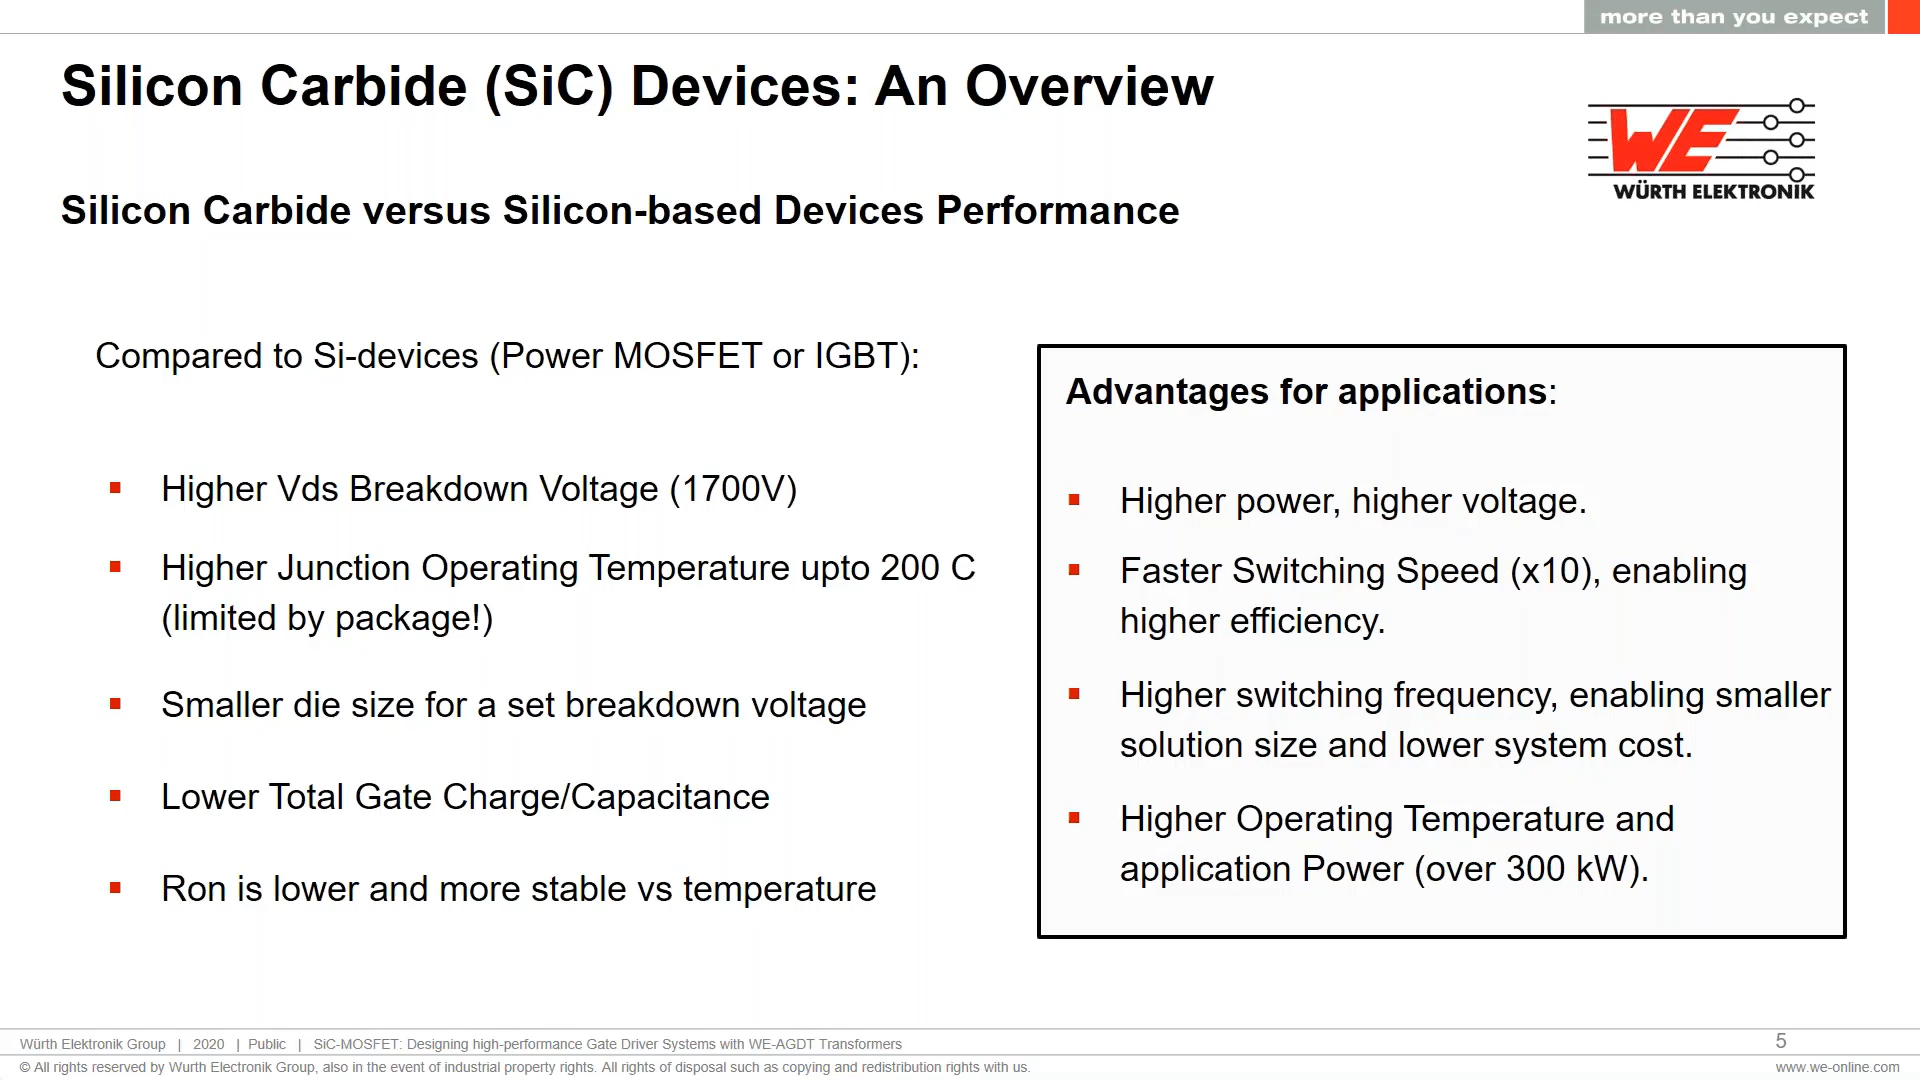 more than you expect
Silicon Carbide (SiC) Devices: An Overview
WE
WÜRTH ELEKTRONIK
Silicon Carbide versus Silicon-based Devices Performance
Compared to Si-devices (Power MOSFET or IGBT):
▪ Higher Vds Breakdown Voltage (1700V)
▪ Higher Junction Operating Temperature upto 200 C
(limited by package!)
▪ Smaller die size for a set breakdown voltage
▪ Lower Total Gate Charge/Capacitance
▪ Ron is lower and more stable vs temperature
Advantages for applications:
▪ Higher power, higher voltage.
▪ Faster Switching Speed (x10), enabling
higher efficiency.
▪ Higher switching frequency, enabling smaller
solution size and lower system cost.
▪ Higher Operating Temperature and
application Power (over 300 kW).
Würth Elektronik Group | 2020 | Public | SiC-MOSFET: Designing high-performance Gate Driver Systems with WE-AGDT Transformers
5
© All rights reserved by Wurth Electronik Group, also in the event of industrial property rights. All rights of disposal such as copying and redistribution rights with us.
www.we-online.com